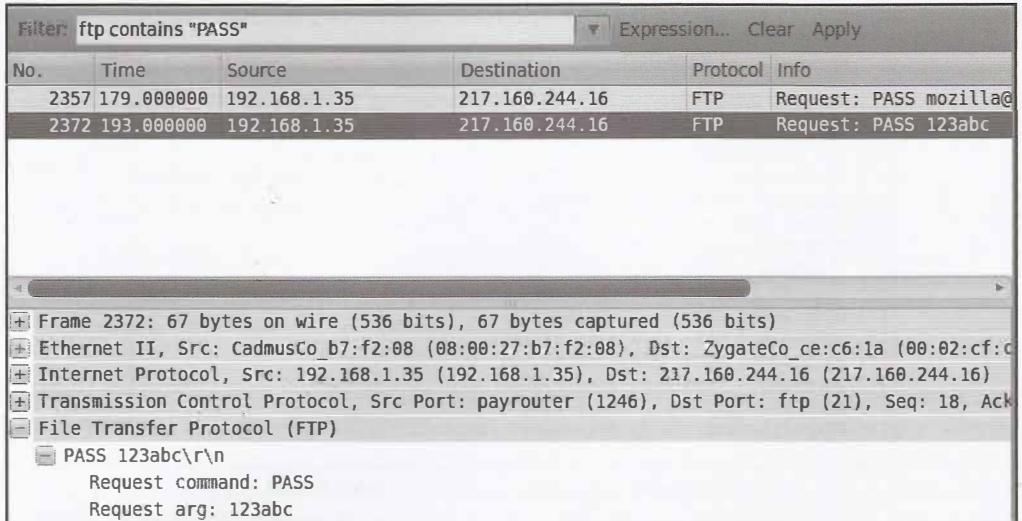 Filter: ftp contains "PASS" Expression... Clear Apply
No. Time Source Destination Protocol Info
2357 179.000000 192.168.1.35 217.160.244.16 FTP Request: PASS mozilla@
2372 193.000000 192.168.1.35 217.160.244.16 FTP Request: PASS 123abc
Frame 2372: 67 bytes on wire (536 bits), 67 bytes captured (536 bits)
Ethernet II, Src: CadmusCo_b7:f2:08 (08:00:27:b7:f2:08), Dst: ZygateCo_ce:c6:1a (00:02:cf:c
Internet Protocol, Src: 192.168.1.35 (192.168.1.35), Dst: 217.160.244.16 (217.160.244.16)
Transmission Control Protocol, Src Port: payrouter (1246), Dst Port: ftp (21), Seq: 18, Ack
File Transfer Protocol (FTP)
PASS 123abc\r\n
Request command: PASS
Request arg: 123abc